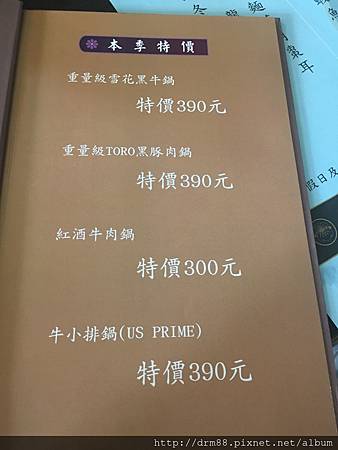 本季特價
重量級雪花黑牛鍋
特價390元
重量級TORO黑豚肉鍋
特價390元
紅酒牛肉鍋
特價300元
牛小排鍋(US PRIME)
特價390元
假日及
http://drm88.pixnet.net/album